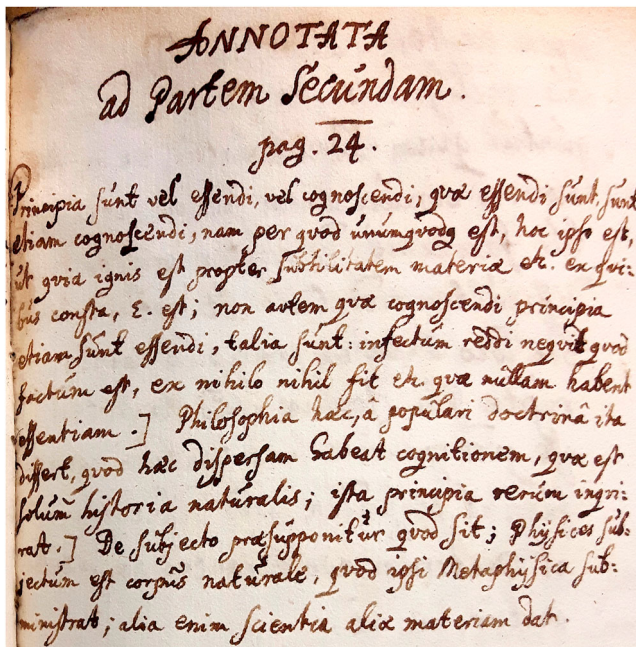 ANNOTATA
ad Partem Secundam.
pag. 24.
Principia sunt vel essendi, vel cognoscendi; quæ essendi sunt, sunt
etiam cognoscendi, nam per quod unumquodq est, hoc ipso est,
ut quia ignis est propter subtilitatem materiæ etc. ex qui:
bus consta, E. est; non autem quæ cognoscendi principia
etiam sunt essendi, talia sunt: infectum reddi nequit quod
factum est, ex nihilo nihil fit etc. quæ nullam habent
essentiam.] Philosophia hæc, â populari doctrinâ ita
differt, quod hæc dispersam habeat cognitionem, quæ est
solum historia naturalis; ista principia rerum inqui:
rat.] De subjecto præsupponitur quod sit; Physices sub:
jectum est corpus naturale, quod ipsi Metaphysica sub:
ministrat; alia enim scientia aliæ materiam dat.